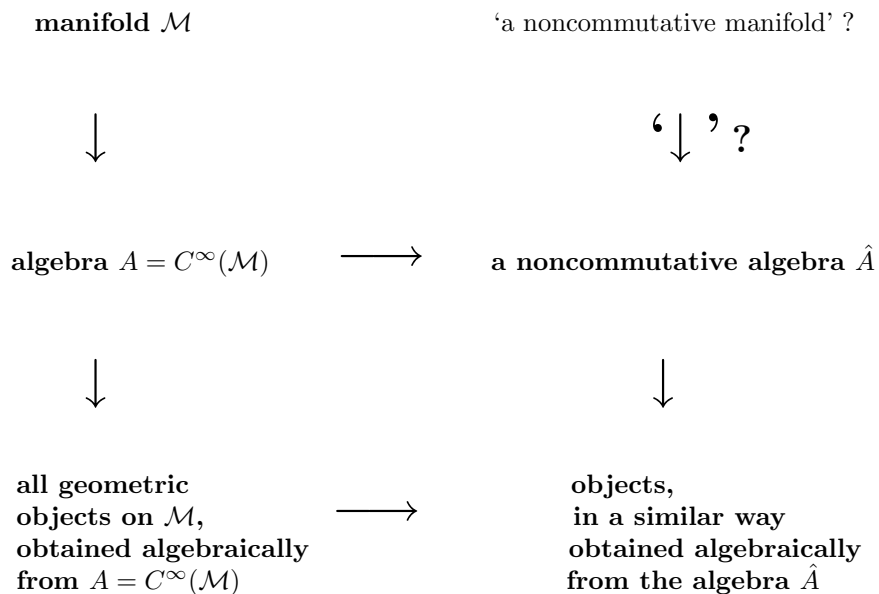 manifold ℳ
‘a noncommutative manifold’ ?
‘ ’ ?
algebra A = C^∞(ℳ)
a noncommutative algebra Â
all geometric
objects on ℳ,
obtained algebraically
from A = C^∞(ℳ)
objects,
in a similar way
obtained algebraically
from the algebra Â